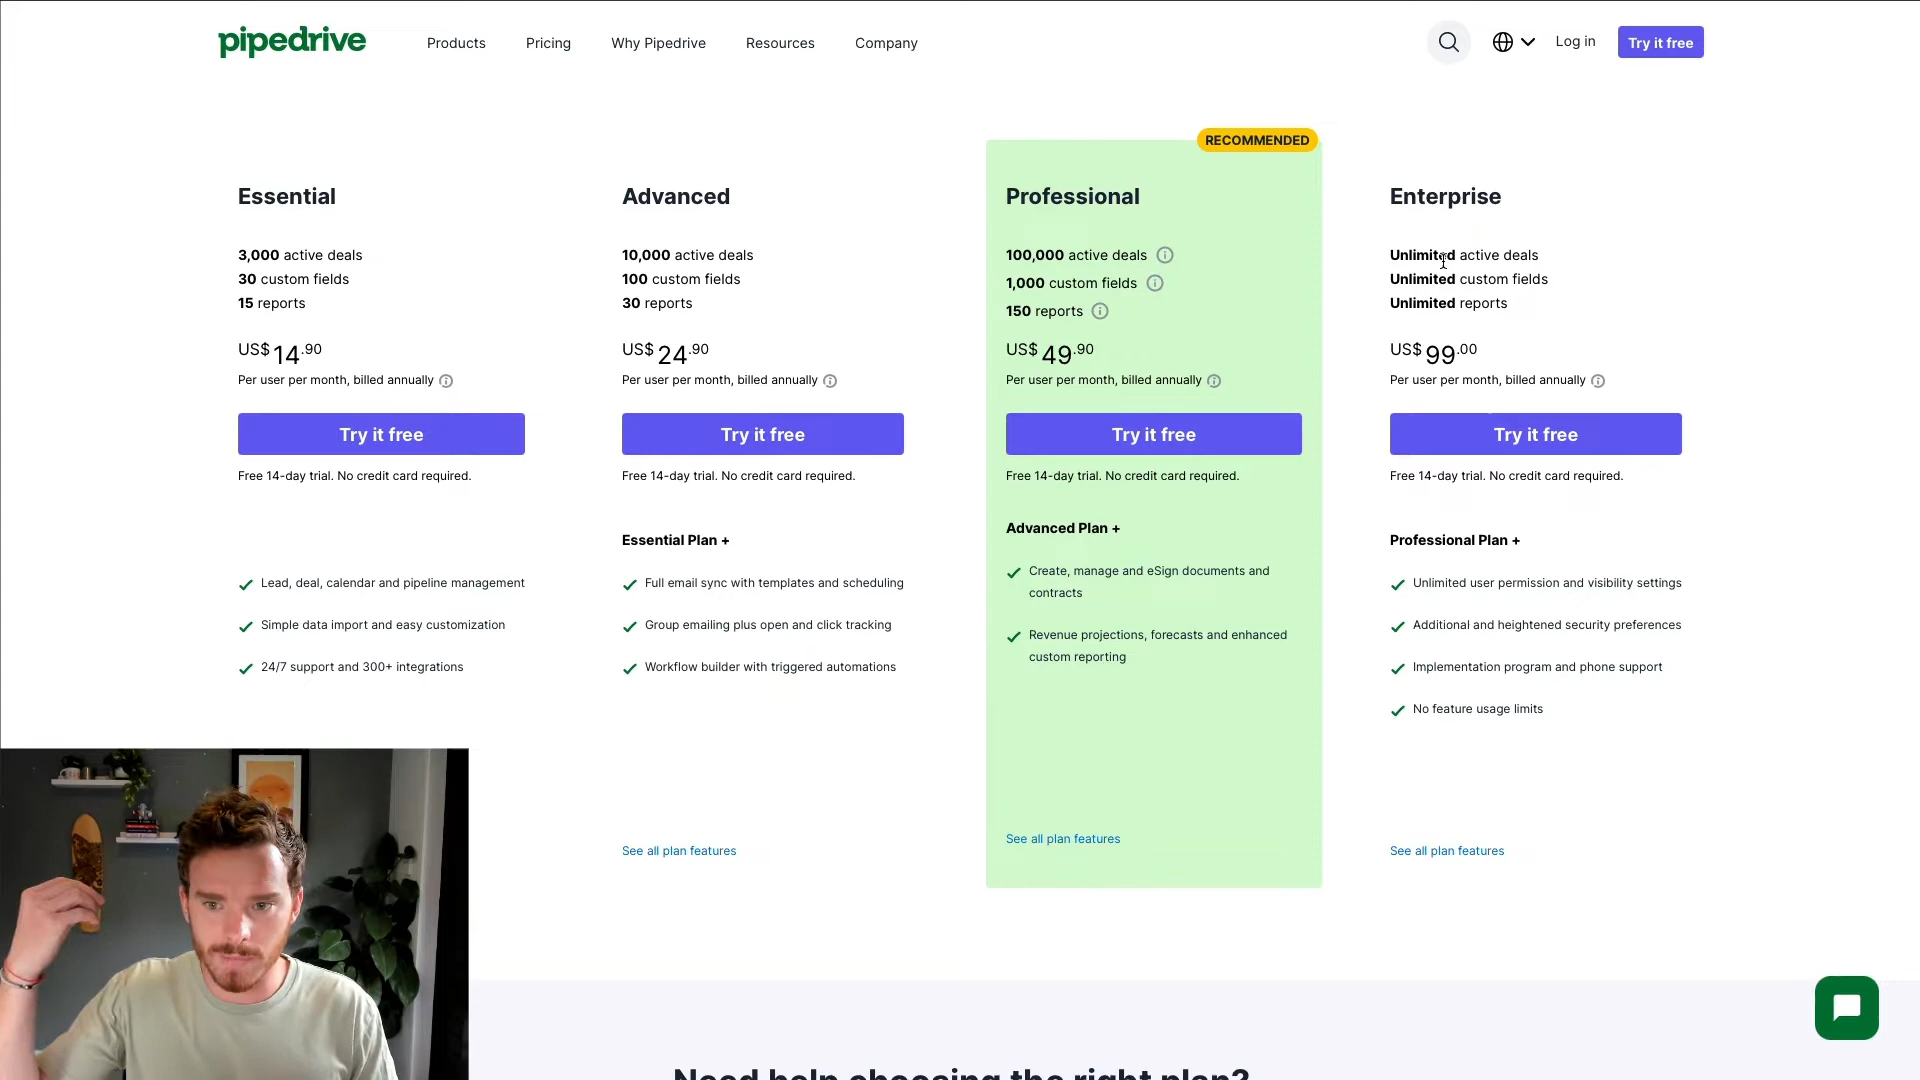 pipedrive
Products
Pricing
Why Pipedrive
Resources
Company
Log in
Try it free
Essential
3,000 active deals
30 custom fields
15 reports
US$ 14.90
Per user per month, billed annually
Try it free
Free 14-day trial. No credit card required.
Lead, deal, calendar and pipeline management
Simple data import and easy customization
24/7 support and 300+ integrations
Advanced
10,000 active deals
100 custom fields
30 reports
US$ 24.90
Per user per month, billed annually
Try it free
Free 14-day trial. No credit card required.
Essential Plan +
Full email sync with templates and scheduling
Group emailing plus open and click tracking
Workflow builder with triggered automations
See all plan features
RECOMMENDED
Professional
100,000 active deals
1,000 custom fields
150 reports
US$ 49.90
Per user per month, billed annually
Try it free
Free 14-day trial. No credit card required.
Advanced Plan +
Create, manage and eSign documents and
contracts
Revenue projections, forecasts and enhanced
custom reporting
See all plan features
Enterprise
Unlimited active deals
Unlimited custom fields
Unlimited reports
US$ 99.00
Per user per month, billed annually
Try it free
Free 14-day trial. No credit card required.
Professional Plan +
Unlimited user permission and visibility settings
Additional and heightened security preferences
Implementation program and phone support
No feature usage limits
See all plan features
Need help choosing the right plan?